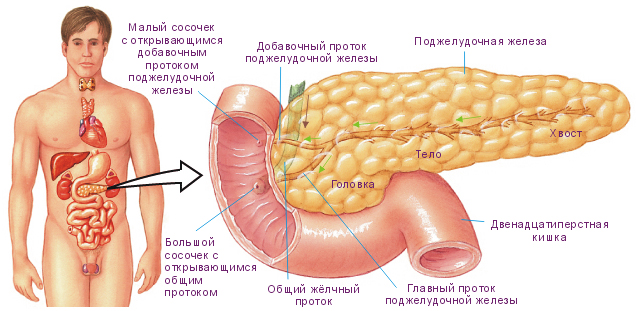 Малый сосочек
с открывающимся
добавочным
протоком
поджелудочной
железы
Добавочный проток
поджелудочной железы
Поджелудочная железа
Хвост
Тело
Головка
Двенадцатиперстная
кишка
Большой
сосочек с
открывающимся
общим
протоком
Общий жёлчный
проток
Главный проток
поджелудочной железы